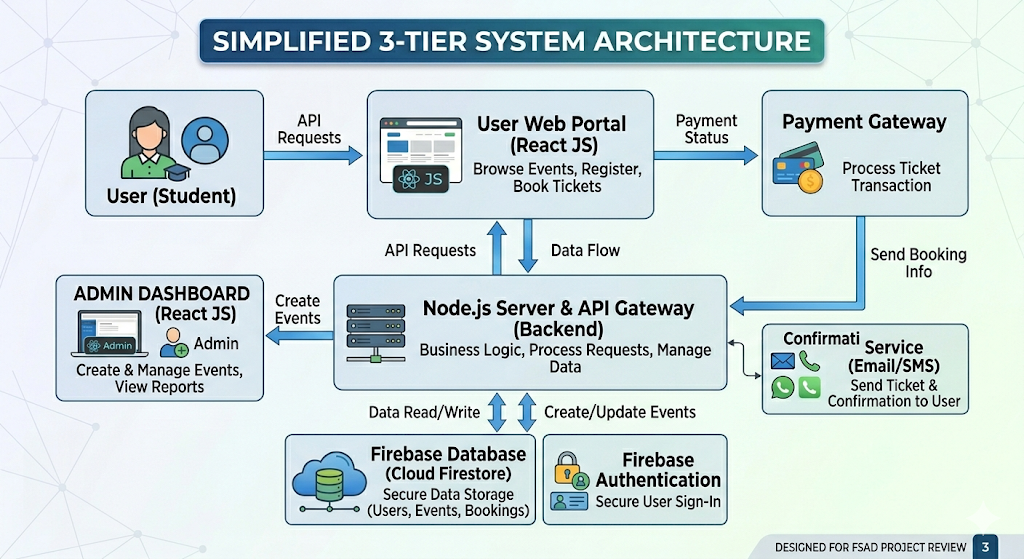 SIMPLIFIED 3-TIER SYSTEM ARCHITECTURE
User (Student)
API
Requests
JS
User Web Portal
(React JS)
Browse Events, Register,
Book Tickets
Payment
Status
Payment Gateway
Process Ticket
Transaction
API Requests
Data Flow
Send Booking
Info
ADMIN DASHBOARD
(React JS)
Admin
Admin
Create & Manage Events,
View Reports
Create
Events
Node.js Server & API Gateway
(Backend)
Business Logic, Process Requests, Manage
Data
Confirmati Service
(Email/SMS)
Send Ticket &
Confirmation to User
Data Read/Write
Create/Update Events
Firebase Database
(Cloud Firestore)
Secure Data Storage
(Users, Events, Bookings)
Firebase
Authentication
Secure User Sign-In
DESIGNED FOR FSAD PROJECT REVIEW 3